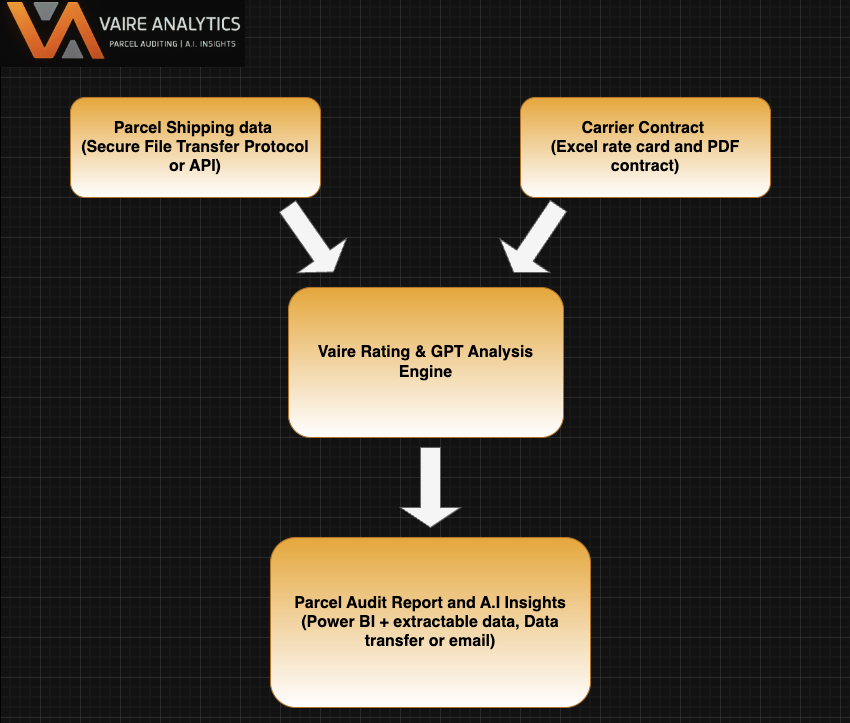 VAIRE ANALYTICS
PARCEL AUDITING | A.I. INSIGHTS
Parcel Shipping data
(Secure File Transfer Protocol
or API)
Carrier Contract
(Excel rate card and PDF
contract)
Vaire Rating & GPT Analysis
Engine
Parcel Audit Report and A.I Insights
(Power BI + extractable data, Data
transfer or email)